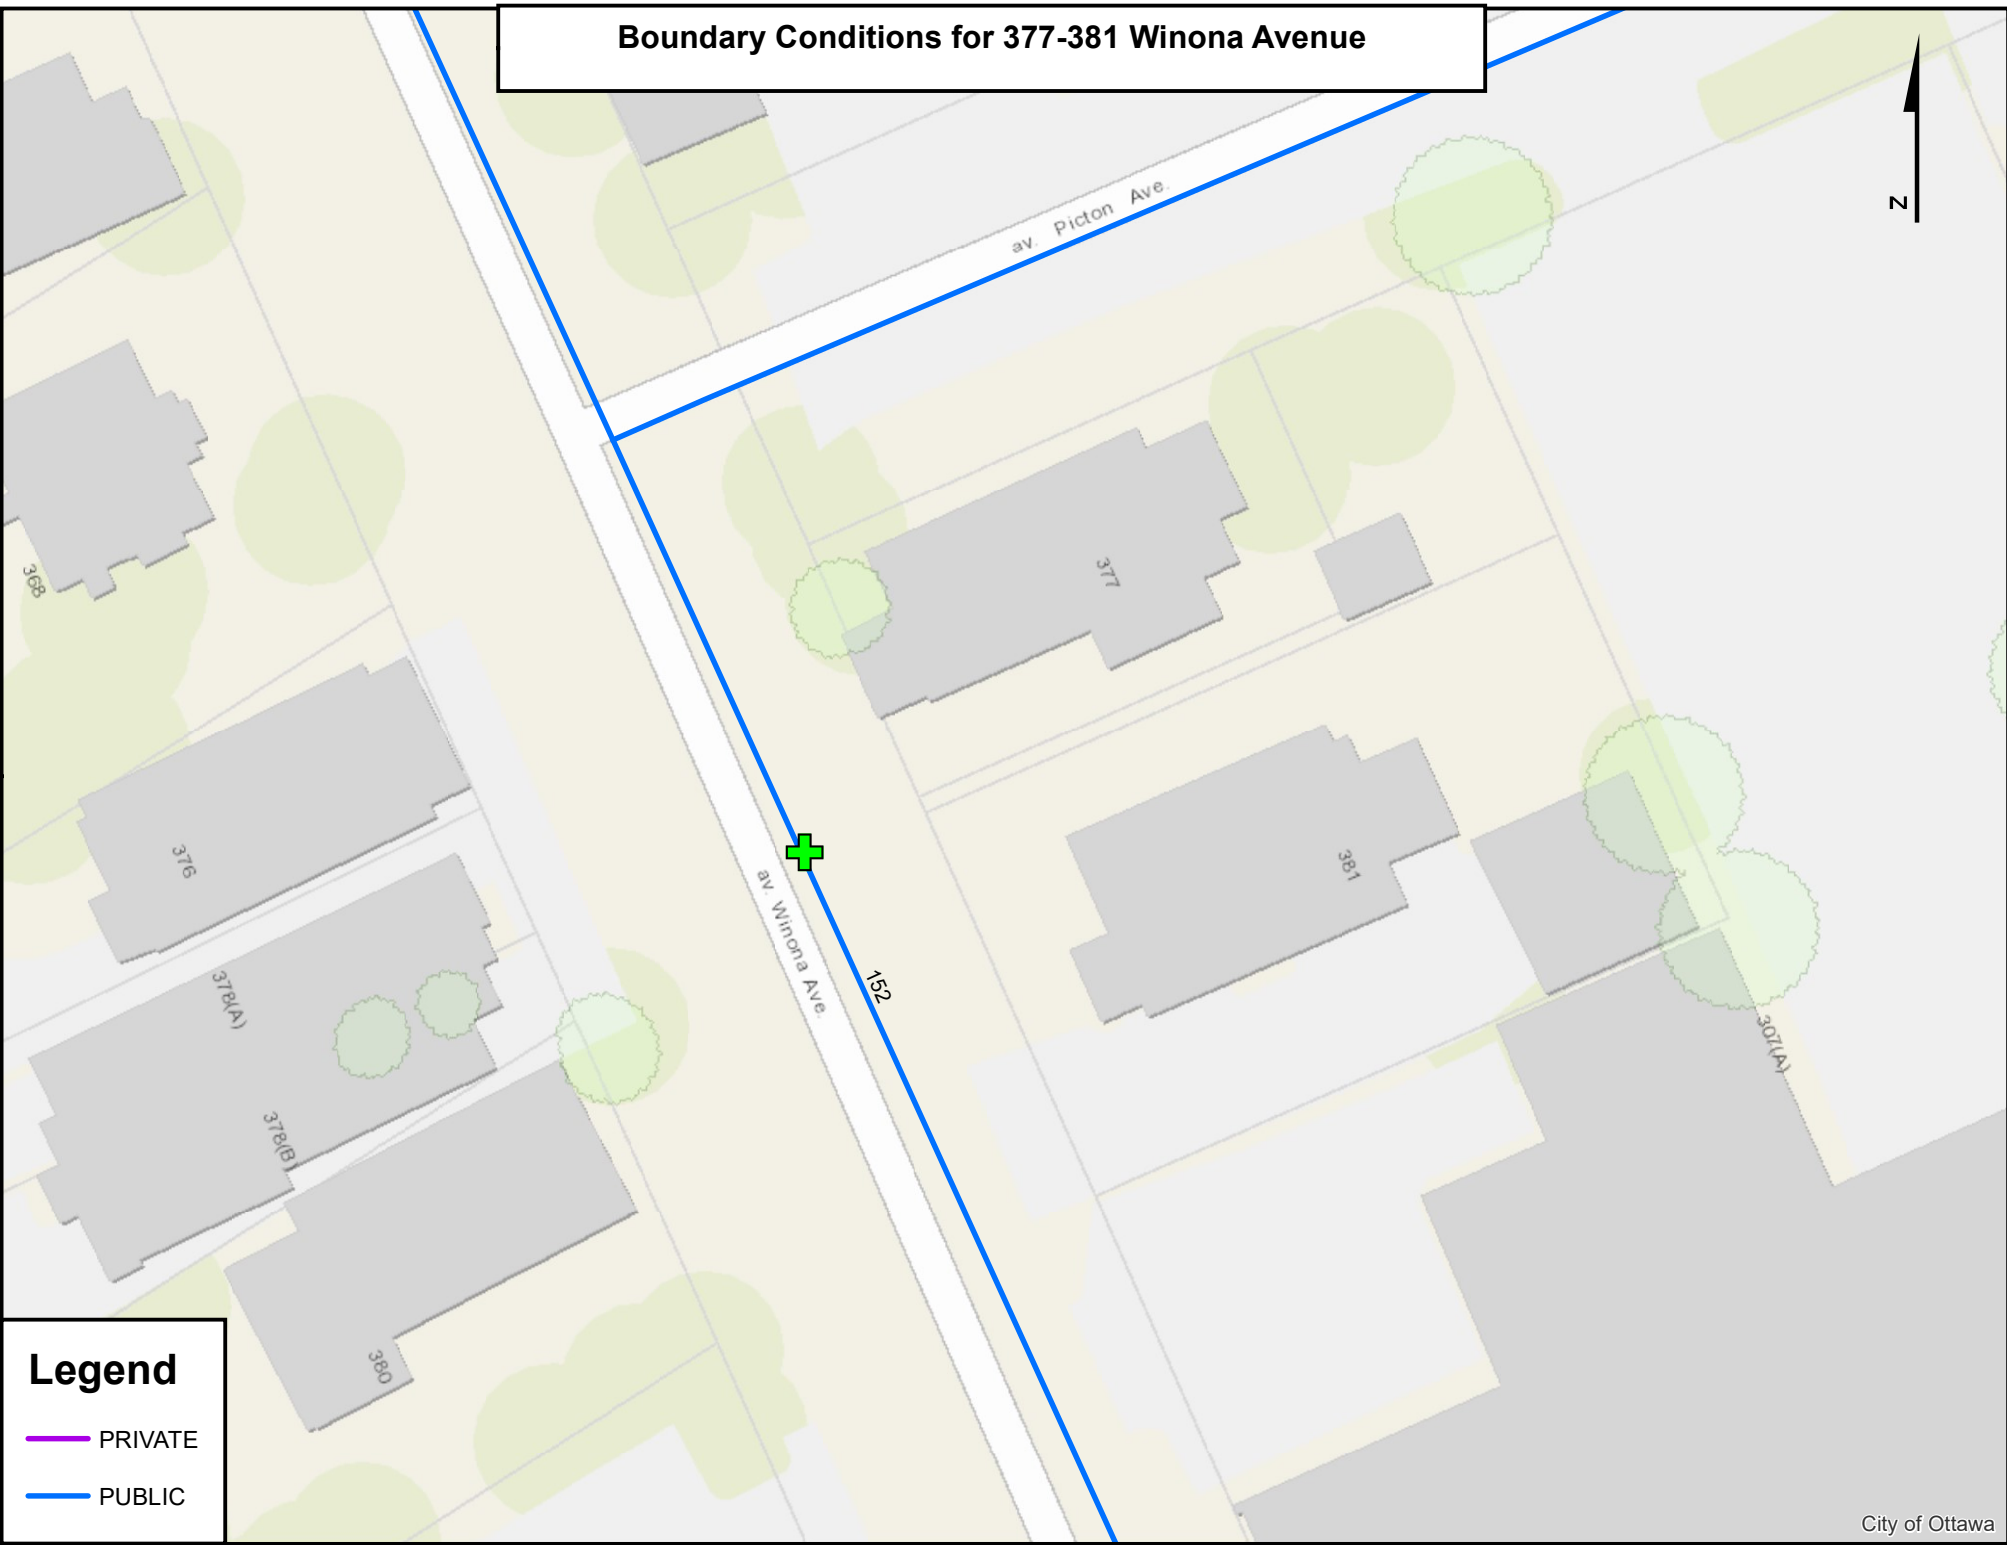 Boundary Conditions for 377-381 Winona Avenue
N
av. Picton Ave.
368
377
376
381
av. Winona Ave.
152
378(A)
307(A)
378(B)
380
Legend
PRIVATE
PUBLIC
City of Ottawa